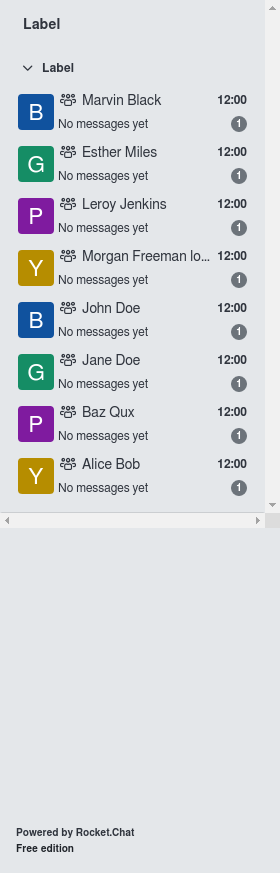 Label
Label
B Marvin Black 12:00
No messages yet 1
G Esther Miles 12:00
No messages yet 1
P Leroy Jenkins 12:00
No messages yet 1
Y Morgan Freeman lo... 12:00
No messages yet 1
B John Doe 12:00
No messages yet 1
G Jane Doe 12:00
No messages yet 1
P Baz Qux 12:00
No messages yet 1
Y Alice Bob 12:00
No messages yet 1
Powered by Rocket.Chat
Free edition